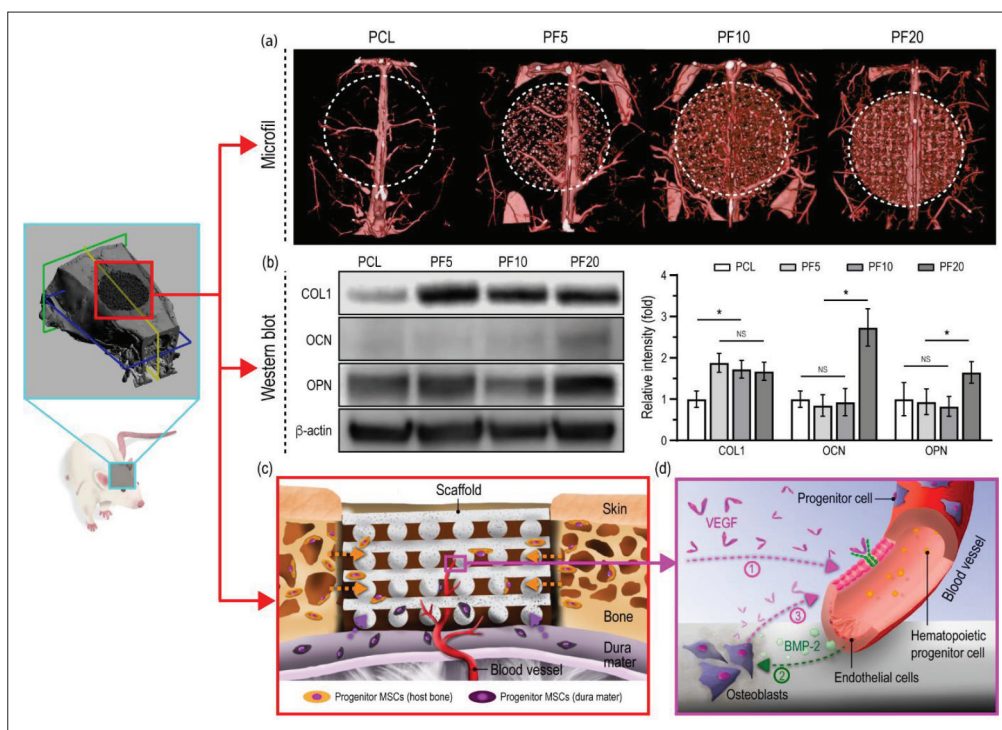 (a)
PCL PF5 PF10 PF20
Microfil
(b)
PCL PF5 PF10 PF20
Western blot
COL1
OCN
OPN
β-actin
PCL PF5 PF10 PF20
Relative intensity (fold)
4
3
2
1
0
*
NS
NS
*
NS
*
COL1 OCN OPN
(c)
Scaffold
Skin
Bone
Dura
mater
Blood vessel
Progenitor MSCs (host bone) Progenitor MSCs (dura mater)
(d)
Progenitor cell
VEGF
1
Blood vessel
3
BMP-2
2
Hematopoietic
progenitor cell
Endothelial cells
Osteoblasts